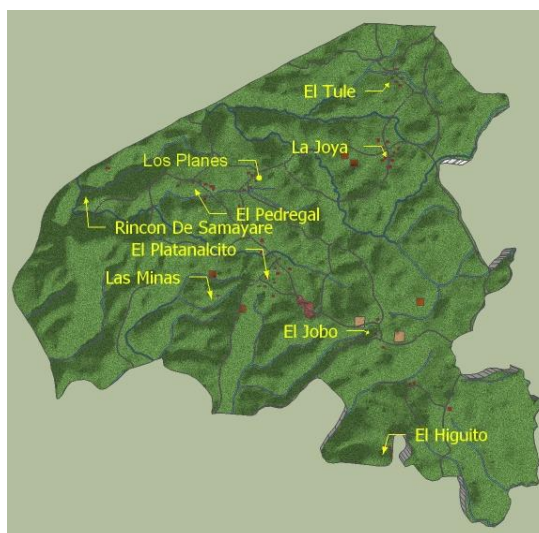 El Tule
La Joya
Los Planes
El Pedregal
Rincon De Samayare
El Platanalcito
Las Minas
El Jobo
El Higuito